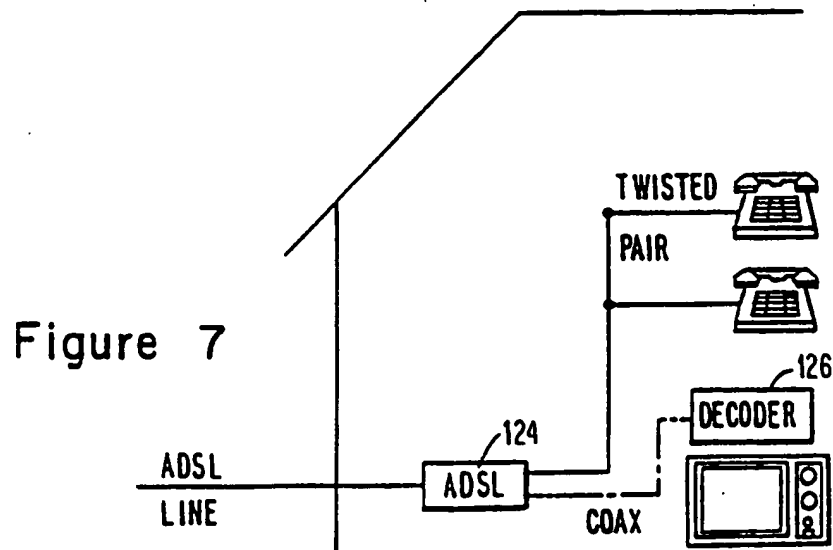 TWISTED
PAIR
Figure 7
126
DECODER
124
ADSL
ADSL
LINE
COAX